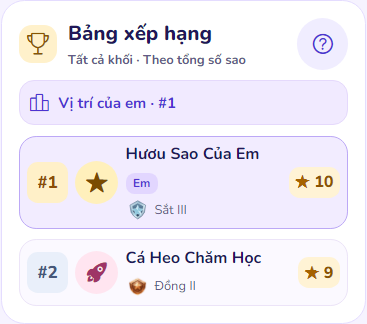 Bảng xếp hạng
Tất cả khối · Theo tổng số sao
?
Vị trí của em · #1
Hươu Sao Của Em
#1
Em
10
Sắt III
Cá Heo Chăm Học
#2
9
Đồng II